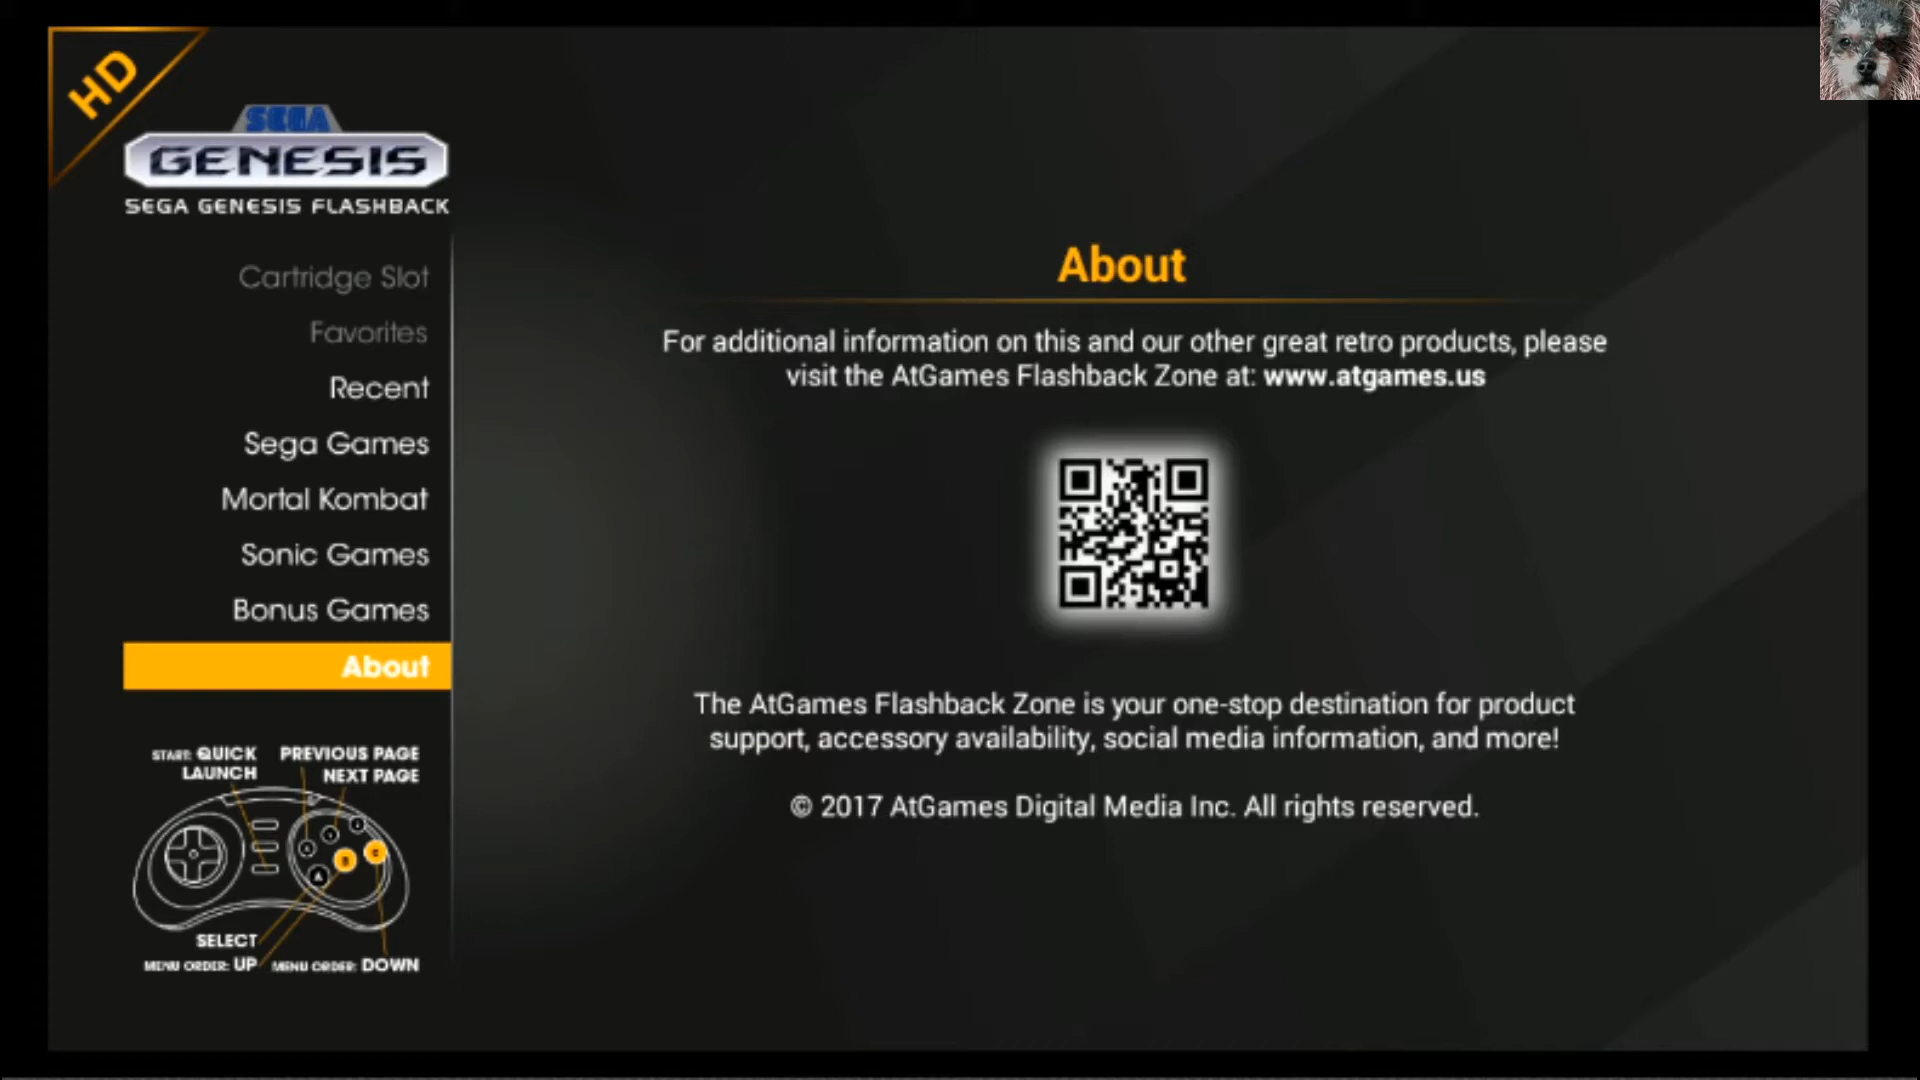 HD
SEGA
GENESIS
SEGA GENESIS FLASHBACK
Cartridge Slot
Favorites
Recent
Sega Games
Mortal Kombat
Sonic Games
Bonus Games
About
START: QUICK
LAUNCH
PREVIOUS PAGE
NEXT PAGE
A
B
C
SELECT
MENU ORDER: UP
MENU ORDER: DOWN
About
For additional information on this and our other great retro products, please
visit the AtGames Flashback Zone at: www.atgames.us
The AtGames Flashback Zone is your one-stop destination for product
support, accessory availability, social media information, and more!
© 2017 AtGames Digital Media Inc. All rights reserved.